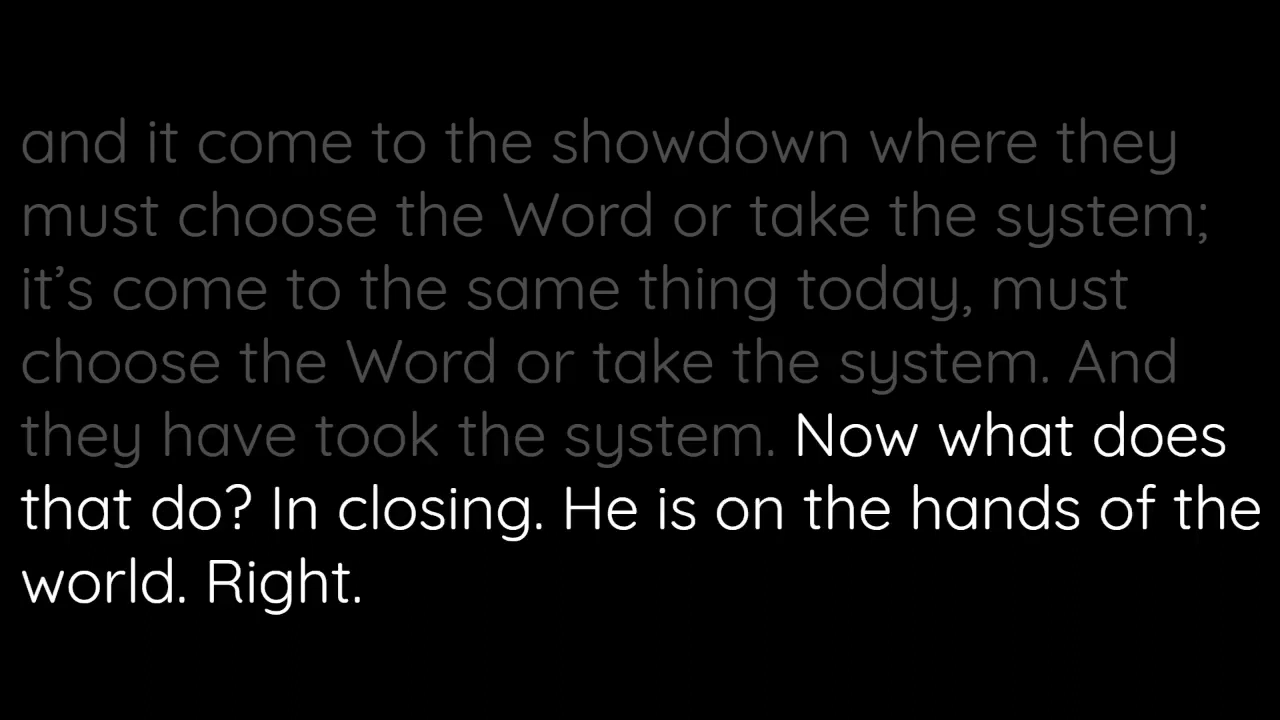 and it come to the showdown where they
must choose the Word or take the system;
it’s come to the same thing today, must
choose the Word or take the system. And
they have took the system. Now what does
that do? In closing. He is on the hands of the
world. Right.